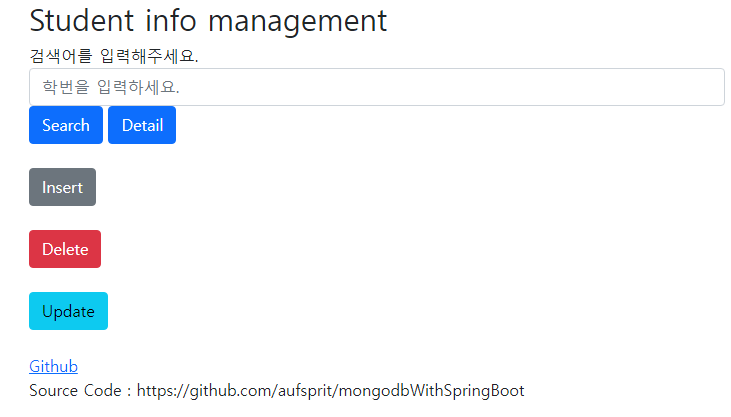 Student info management
검색어를 입력해주세요.
학번을 입력하세요.
Search Detail
Insert
Delete
Update
Github
Source Code : https://github.com/aufsprit/mongodbWithSpringBoot